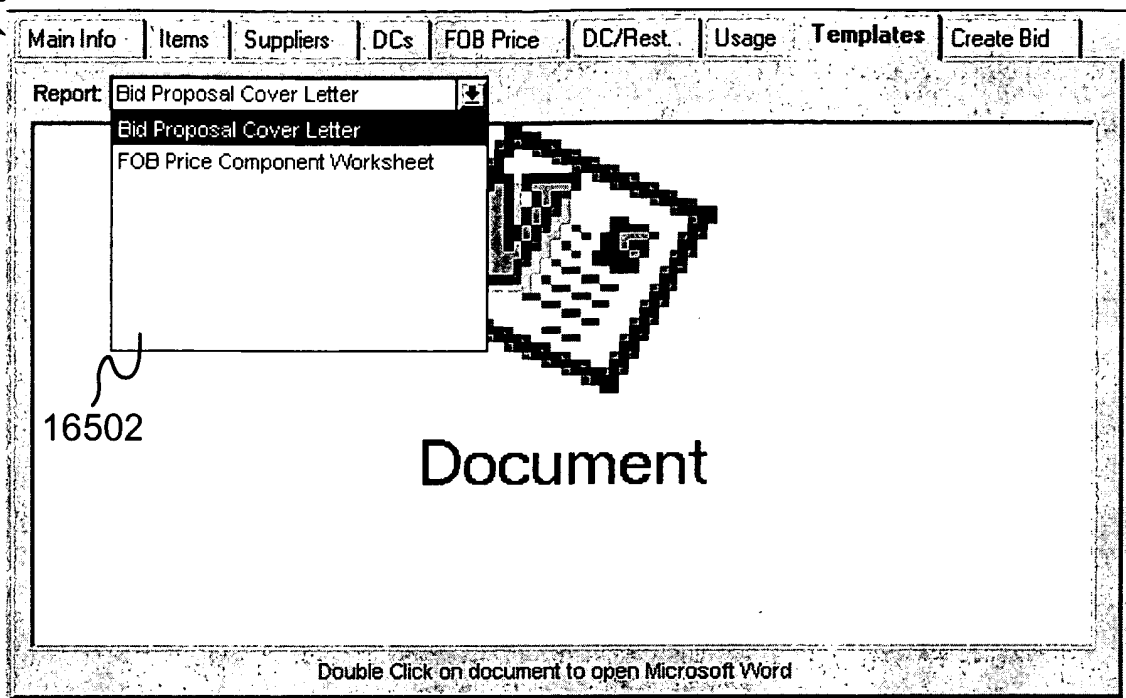 Main Info Items Suppliers DCs FOB Price DC/Rest. Usage Templates Create Bid
Report: Bid Proposal Cover Letter
Bid Proposal Cover Letter
FOB Price Component Worksheet
16502
Document
Double Click on document to open Microsoft Word